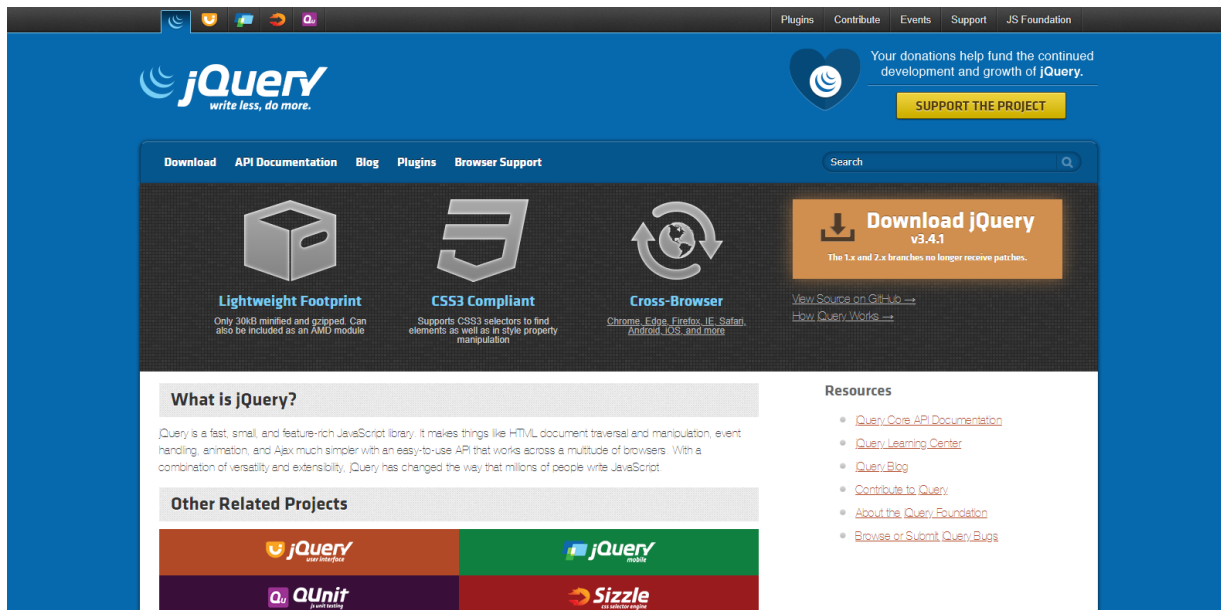 Plugins Contribute Events Support JS Foundation
jQuery
write less, do more.
Your donations help fund the continued
development and growth of jQuery.
SUPPORT THE PROJECT
Download API Documentation Blog Plugins Browser Support
Search
Lightweight Footprint
Only 30kB minified and gzipped. Can
also be included as an AMD module
CSS3 Compliant
Supports CSS3 selectors to find
elements as well as in style property
manipulation
Cross-Browser
Chrome, Edge, Firefox, IE, Safari,
Android, iOS, and more
Download jQuery
v3.4.1
The 1.x and 2.x branches no longer receive patches.
View Source on GitHub →
How jQuery Works →
What is jQuery?
jQuery is a fast, small, and feature-rich JavaScript library. It makes things like HTML document traversal and manipulation, event
handling, animation, and Ajax much simpler with an easy-to-use API that works across a multitude of browsers. With a
combination of versatility and extensibility, jQuery has changed the way that millions of people write JavaScript.
Other Related Projects
jQuery
user interface
jQuery
mobile
Qu QUnit
js unit testing
Sizzle
css selector engine
Resources
jQuery Core API Documentation
jQuery Learning Center
jQuery Blog
Contribute to jQuery
About the jQuery Foundation
Browse or Submit jQuery Bugs